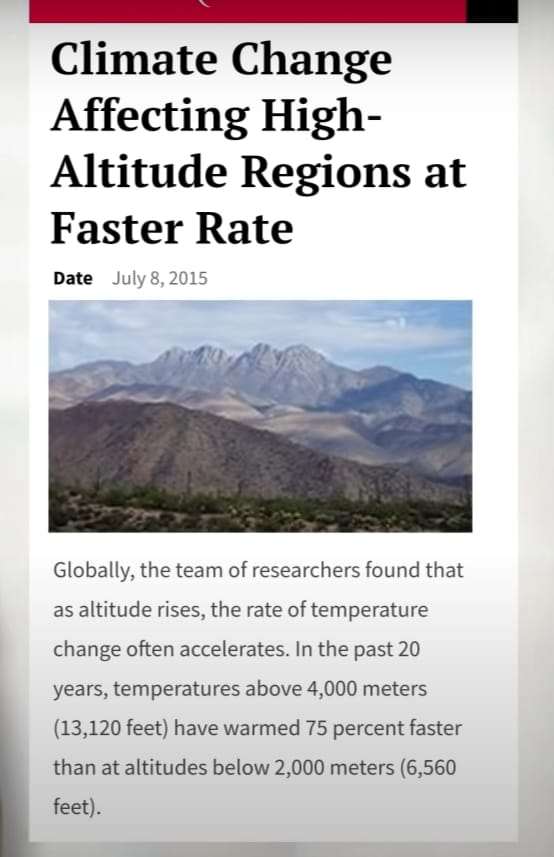 Climate Change
Affecting High-
Altitude Regions at
Faster Rate
Date July 8, 2015
Globally, the team of researchers found that
as altitude rises, the rate of temperature
change often accelerates. In the past 20
years, temperatures above 4,000 meters
(13,120 feet) have warmed 75 percent faster
than at altitudes below 2,000 meters (6,560
feet).